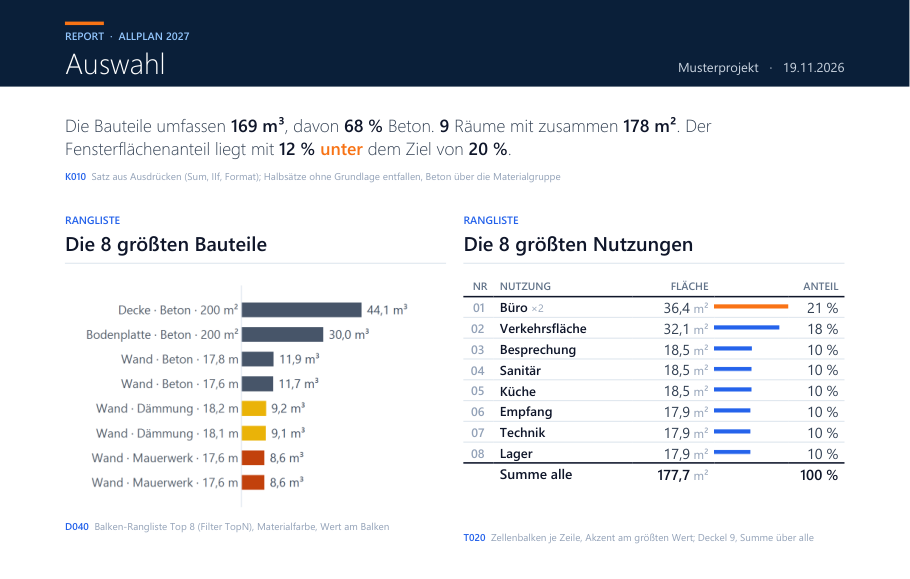 REPORT · ALLPLAN 2027
Auswahl
Musterprojekt · 19.11.2026
Die Bauteile umfassen 169 m³, davon 68 % Beton. 9 Räume mit zusammen 178 m². Der
Fensterflächenanteil liegt mit 12 % unter dem Ziel von 20 %.
K010 Satz aus Ausdrücken (Sum, IIf, Format); Halbsätze ohne Grundlage entfallen, Beton über die Materialgruppe
RANGLISTE
Die 8 größten Bauteile
Decke · Beton · 200 m² 44,1 m³
Bodenplatte · Beton · 200 m² 30,0 m³
Wand · Beton · 17,8 m 11,9 m³
Wand · Beton · 17,6 m 11,7 m³
Wand · Dämmung · 18,2 m 9,2 m³
Wand · Dämmung · 18,1 m 9,1 m³
Wand · Mauerwerk · 17,6 m 8,6 m³
Wand · Mauerwerk · 17,6 m 8,6 m³
D040 Balken-Rangliste Top 8 (Filter TopN), Materialfarbe, Wert am Balken
RANGLISTE
Die 8 größten Nutzungen
NR NUTZUNG FLÄCHE ANTEIL
01 Büro ×2 36,4 m² 21 %
02 Verkehrsfläche 32,1 m² 18 %
03 Besprechung 18,5 m² 10 %
04 Sanitär 18,5 m² 10 %
05 Küche 18,5 m² 10 %
06 Empfang 17,9 m² 10 %
07 Technik 17,9 m² 10 %
08 Lager 17,9 m² 10 %
Summe alle 177,7 m² 100 %
T020 Zellenbalken je Zeile, Akzent am größten Wert; Deckel 9, Summe über alle